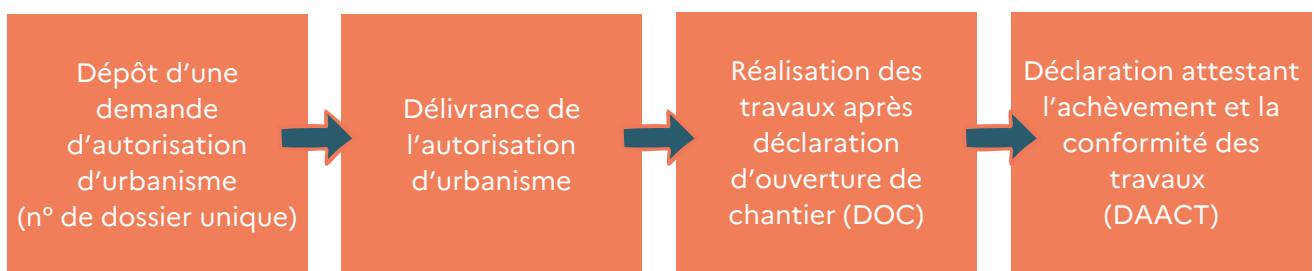 Dépôt d’une
demande
d’autorisation
d’urbanisme
(n° de dossier unique)
Délivrance de
l’autorisation
d’urbanisme
Réalisation des
travaux après
déclaration
d’ouverture de
chantier (DOC)
Déclaration attestant
l’achèvement et la
conformité des
travaux
(DAACT)